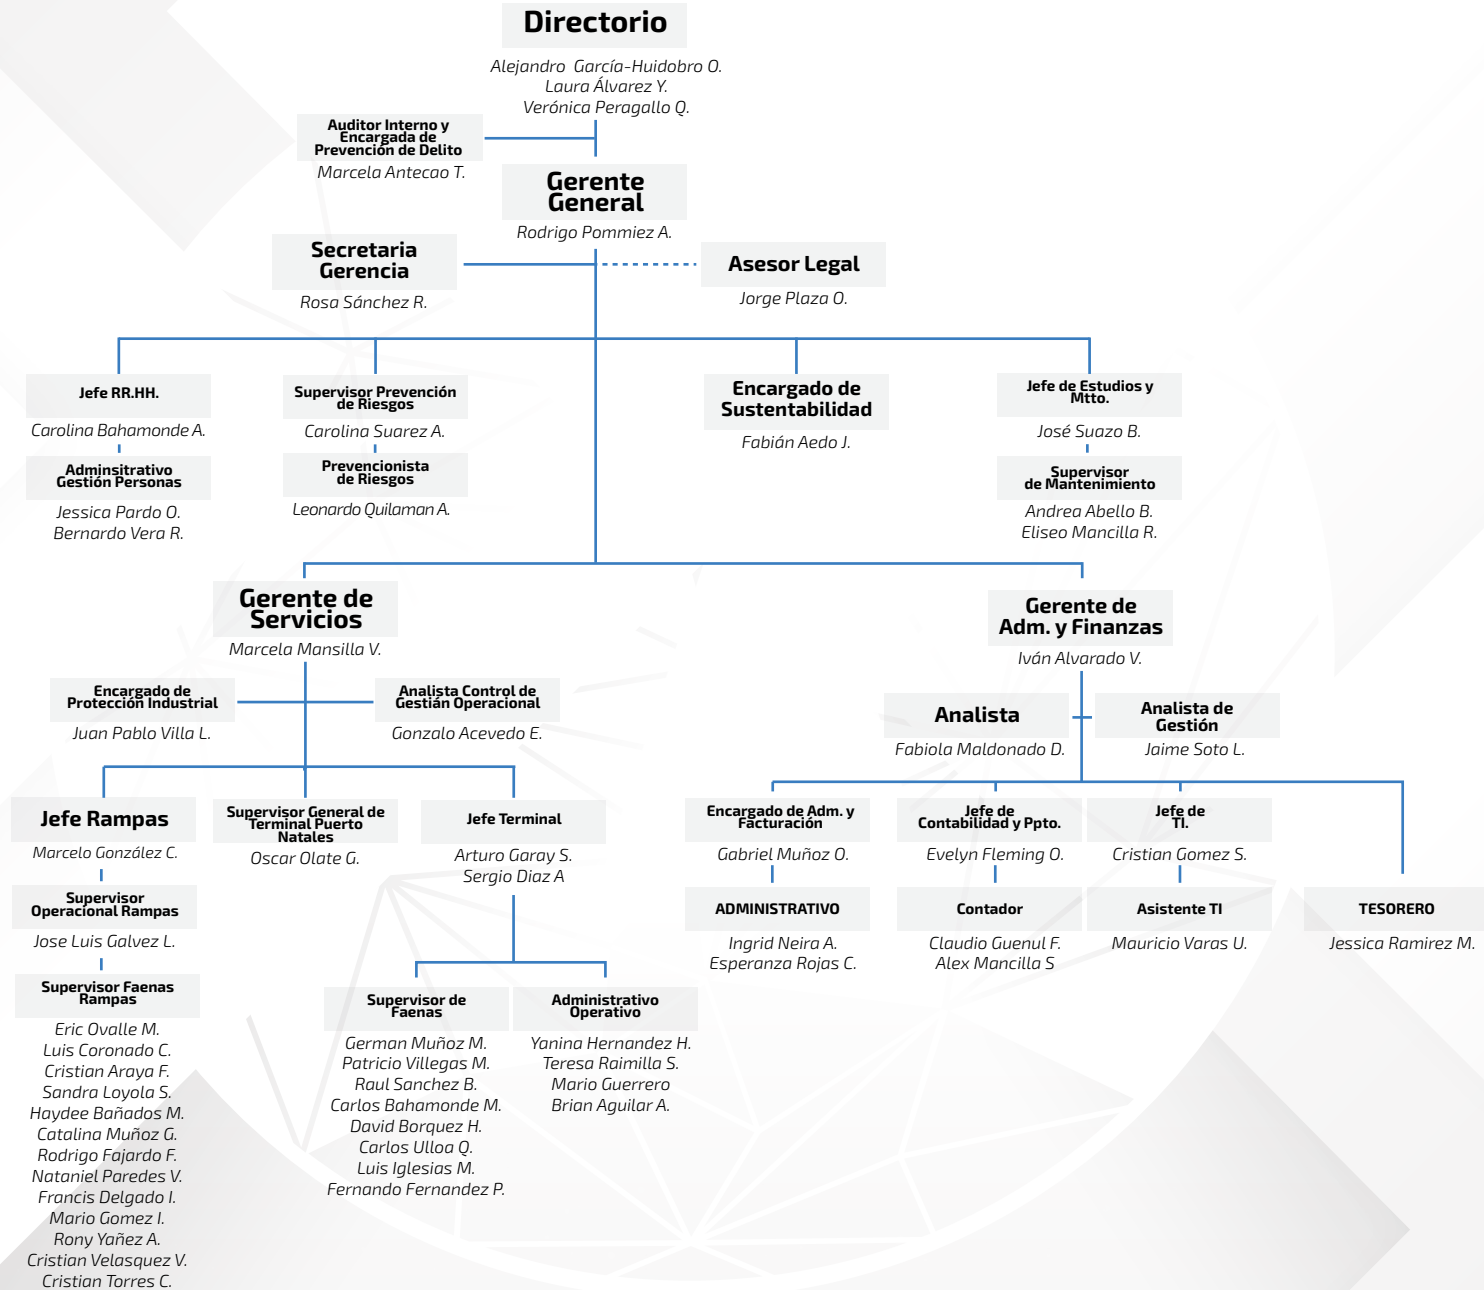 Directorio
Alejandro García-Huidobro O.
Laura Álvarez Y.
Verónica Peragallo Q.
Auditor Interno y
Encargada de
Prevención de Delito
Marcela Antecao T.
Gerente
General
Rodrigo Pommiez A.
Secretaria
Gerencia
Rosa Sánchez R.
Asesor Legal
Jorge Plaza O.
Jefe RR.HH.
Carolina Bahamonde A.
Adminsitrativo
Gestión Personas
Jessica Pardo O.
Bernardo Vera R.
Supervisor Prevención
de Riesgos
Carolina Suarez A.
Prevencionista
de Riesgos
Leonardo Quilaman A.
Encargado de
Sustentabilidad
Fabián Aedo J.
Jefe de Estudios y
Mtto.
José Suazo B.
Supervisor
de Mantenimiento
Andrea Abello B.
Eliseo Mancilla R.
Gerente de
Servicios
Marcela Mansilla V.
Encargado de
Protección Industrial
Juan Pablo Villa L.
Analista Control de
Gestián Operacional
Gonzalo Acevedo E.
Jefe Rampas
Marcelo González C.
Supervisor
Operacional Rampas
Jose Luis Galvez L.
Supervisor Faenas
Rampas
Eric Ovalle M.
Luis Coronado C.
Cristian Araya F.
Sandra Loyola S.
Haydee Bañados M.
Catalina Muñoz G.
Rodrigo Fajardo F.
Nataniel Paredes V.
Francis Delgado I.
Mario Gomez I.
Rony Yañez A.
Cristian Velasquez V.
Cristian Torres C.
Supervisor General de
Terminal Puerto
Natales
Oscar Olate G.
Jefe Terminal
Arturo Garay S.
Sergio Diaz A
Supervisor de
Faenas
German Muñoz M.
Patricio Villegas M.
Raul Sanchez B.
Carlos Bahamonde M.
David Borquez H.
Carlos Ulloa Q.
Luis Iglesias M.
Fernando Fernandez P.
Administrativo
Operativo
Yanina Hernandez H.
Teresa Raimilla S.
Mario Guerrero
Brian Aguilar A.
Gerente de
Adm. y Finanzas
Iván Alvarado V.
Analista
Fabiola Maldonado D.
Analista de
Gestión
Jaime Soto L.
Encargado de Adm. y
Facturación
Gabriel Muñoz O.
ADMINISTRATIVO
Ingrid Neira A.
Esperanza Rojas C.
Jefe de
Contabilidad y Ppto.
Evelyn Fleming O.
Contador
Claudio Guenul F.
Alex Mancilla S
Jefe de
TI.
Cristian Gomez S.
Asistente TI
Mauricio Varas U.
TESORERO
Jessica Ramirez M.